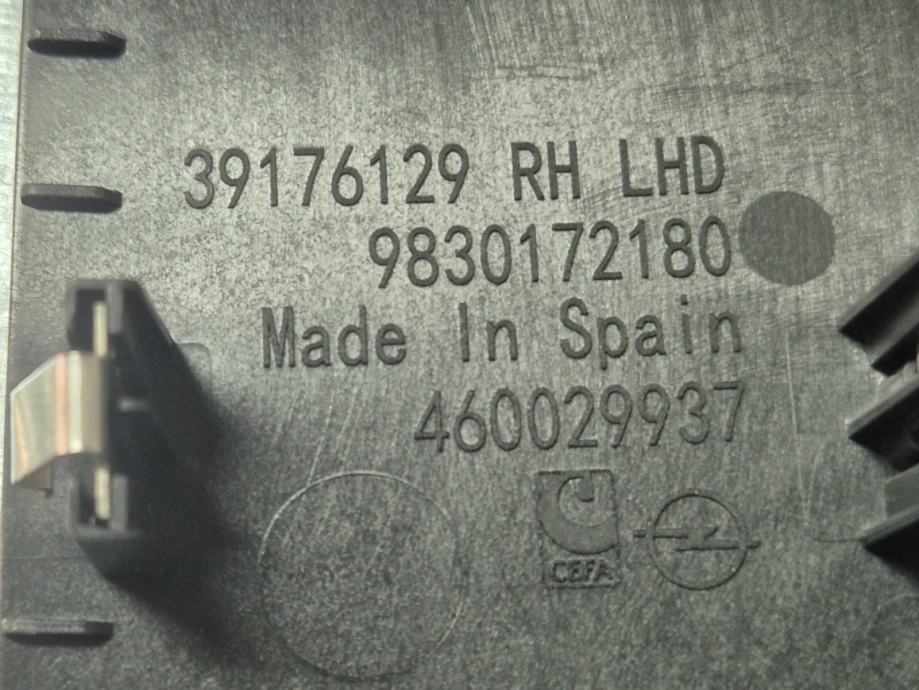 39176129 RH LHD
9830172180
Made In Spain
460029937
CEFA